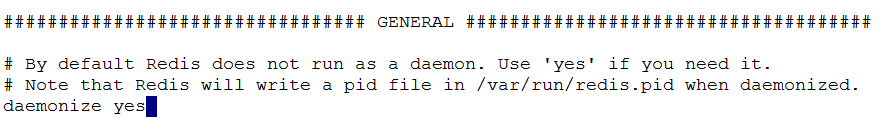 ################################ GENERAL #####################################
# By default Redis does not run as a daemon. Use 'yes' if you need it.
# Note that Redis will write a pid file in /var/run/redis.pid when daemonized.
daemonize yes